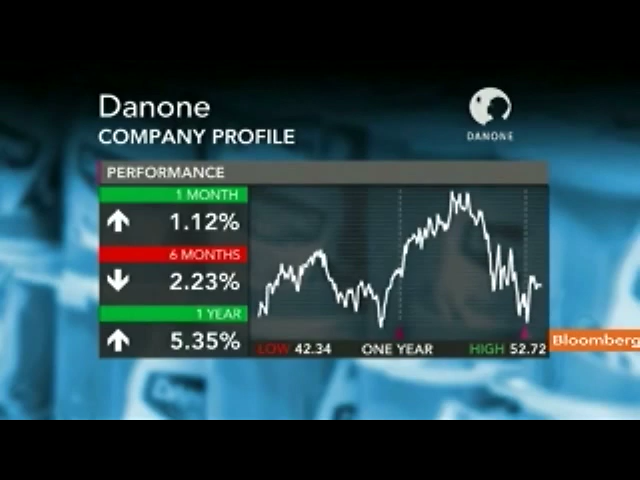 Danone
COMPANY PROFILE
DANONE
PERFORMANCE
1 MONTH
1.12%
6 MONTHS
2.23%
1 YEAR
5.35%
LOW 42.34 ONE YEAR HIGH 52.72
Bloomberg